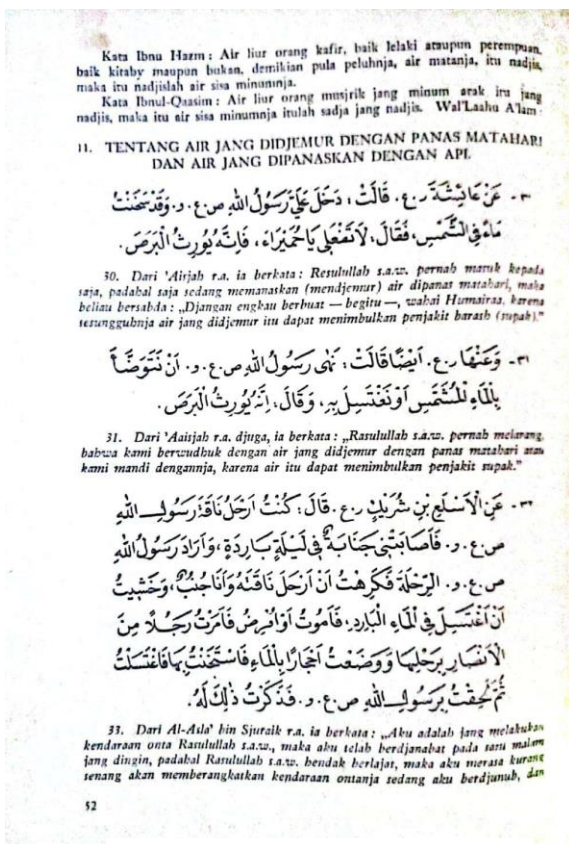 Kata Ibnu Hazm : Air liur orang kafir, baik lelaki ataupun perempuan,
baik kitaby maupun bukan, demikian pula peluhnja, air matanja, itu nadjis,
maka itu nadjislah air sisa minumnja.
Kata Ibnul-Qaasim : Air liur orang musjrik jang minum arak itu jang
nadjis, maka itu air sisa minumnja itulah sadja jang nadjis. Wal'Laahu A'lam
11. TENTANG AIR JANG DIDJEMUR DENGAN PANAS MATAHARI
DAN AIR JANG DIPANASKAN DENGAN API.
٣٠- عَنْ عَائِشَةَ ر.ع. قَالَتْ : دَخَلَ عَلَيَّ رَسُولُ اللهِ ص.ع.و. وَقَدْ سَخَنْتُ
مَاءً فِي الشَّمْسِ، فَقَالَ: لَا تَفْعَلِي يَا حُمَيْرَاءُ، فَاِنَّهُ يُوْرِثُ الْبَرَصَ.
30. Dari 'Aisjah r.a. ia berkata : Resulullah s.a.w. pernah masuk kepada
saja, padahal saja sedang memanaskan (mendjemur) air dipanas matahari, maka
beliau bersabda : „Djangan engkau berbuat — begitu —, wahai Humairaa, karena
sesungguhnja air jang didjemur itu dapat menimbulkan penjakit barash (supak)."
٣١- وَعَنْهَا ر.ع. اَيْضًا قَالَتْ : نَهَى رَسُولُ اللهِ ص.ع.و. اَنْ نَتَوَضَّأَ
بِالْمَاءِ الْمُشَمَّسِ اَوْ نَغْتَسِلَ بِهِ، وَقَالَ: اِنَّهُ يُوْرِثُ الْبَرَصَ.
31. Dari 'Aaisjah r.a. djuga, ia berkata : „Rasulullah s.a.w. pernah melarang,
bahwa kami berwudhuk dengan air jang didjemur dengan panas matahari atau
kami mandi dengannja, karena air itu dapat menimbulkan penjakit supak."
٣٢- عَنِ الْاَسْلَعِ بْنِ شُرَيْكٍ ر.ع. قَالَ : كُنْتُ اَرْحَلُ نَاقَةَ رَسُولِ اللهِ
ص.ع.و. فَاَصَابَتْنِي جَنَابَةٌ فِي لَيْلَةٍ بَارِدَةٍ، وَاَرَادَ رَسُولُ اللهِ
ص.ع.و. الرِّحْلَةَ فَكَرِهْتُ اَنْ اَرْحَلَ نَاقَتَهُ وَاَنَا جُنُبٌ، وَخَشِيْتُ
اَنْ اَغْتَسِلَ فِي الْمَاءِ الْبَارِدِ، فَاَمُوْتُ اَوْ اُمْرِضُ فَاَمَرْتُ رَجُلًا مِنَ
الْاَنْصَارِ بِرَحْلِهَا وَوَضَعْتُ اَحْجَارًا بِالْمَاءِ فَاسْتَحَنْتُ بِهَا فَاغْتَسَلْتُ
ثُمَّ لَحِقْتُ بِرَسُولِ اللهِ ص.ع.و. فَذَكَرْتُ ذٰلِكَ لَهُ.
33. Dari Al-Asla' bin Sjuraik r.a. ia berkata : „Aku adalah jang melakukan
kendaraan onta Rasulullah s.a.w., maka aku telah berdjanabat pada satu malam
jang dingin, padahal Rasulullah s.a.w. hendak berlajat, maka aku merasa kurang
senang akan memberangkatkan kendaraan ontanja sedang aku berdjunub, dan
52